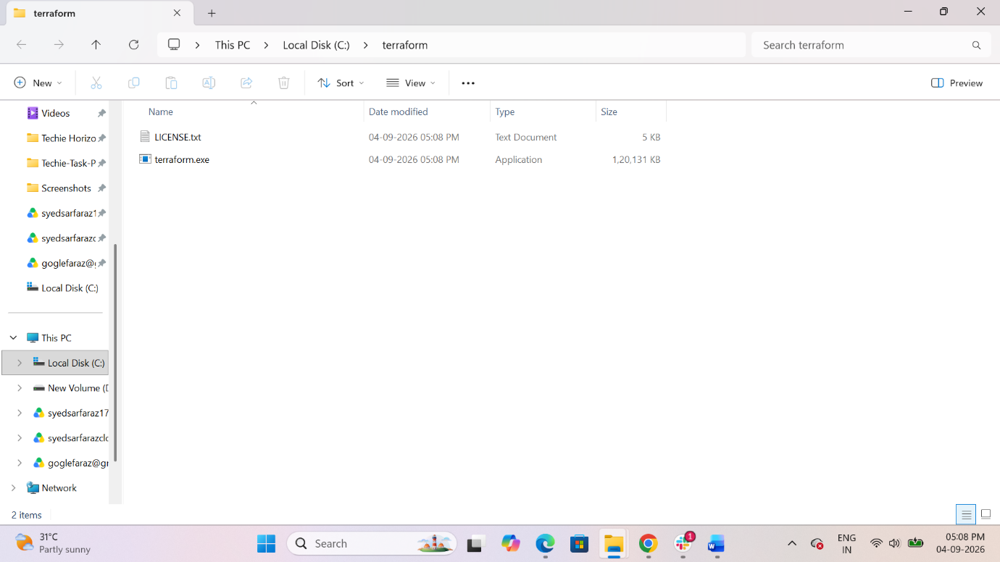 terraform
This PC > Local Disk (C:) > terraform
Search terraform
New
Sort
View
Preview
Name
Date modified
Type
Size
LICENSE.txt
04-09-2026 05:08 PM
Text Document
5 KB
terraform.exe
04-09-2026 05:08 PM
Application
1,20,131 KB
Videos
Techie Horizo
Techie-Task-P
Screenshots
syedsarfaraz1
syedsarfarazc
goglefaraz@g
Local Disk (C:)
This PC
Local Disk (C:)
New Volume (D
syedsarfaraz17
syedsarfarazclo
goglefaraz@gr
Network
2 items
31°C
Partly sunny
Search
1
ENG
IN
05:08 PM
04-09-2026